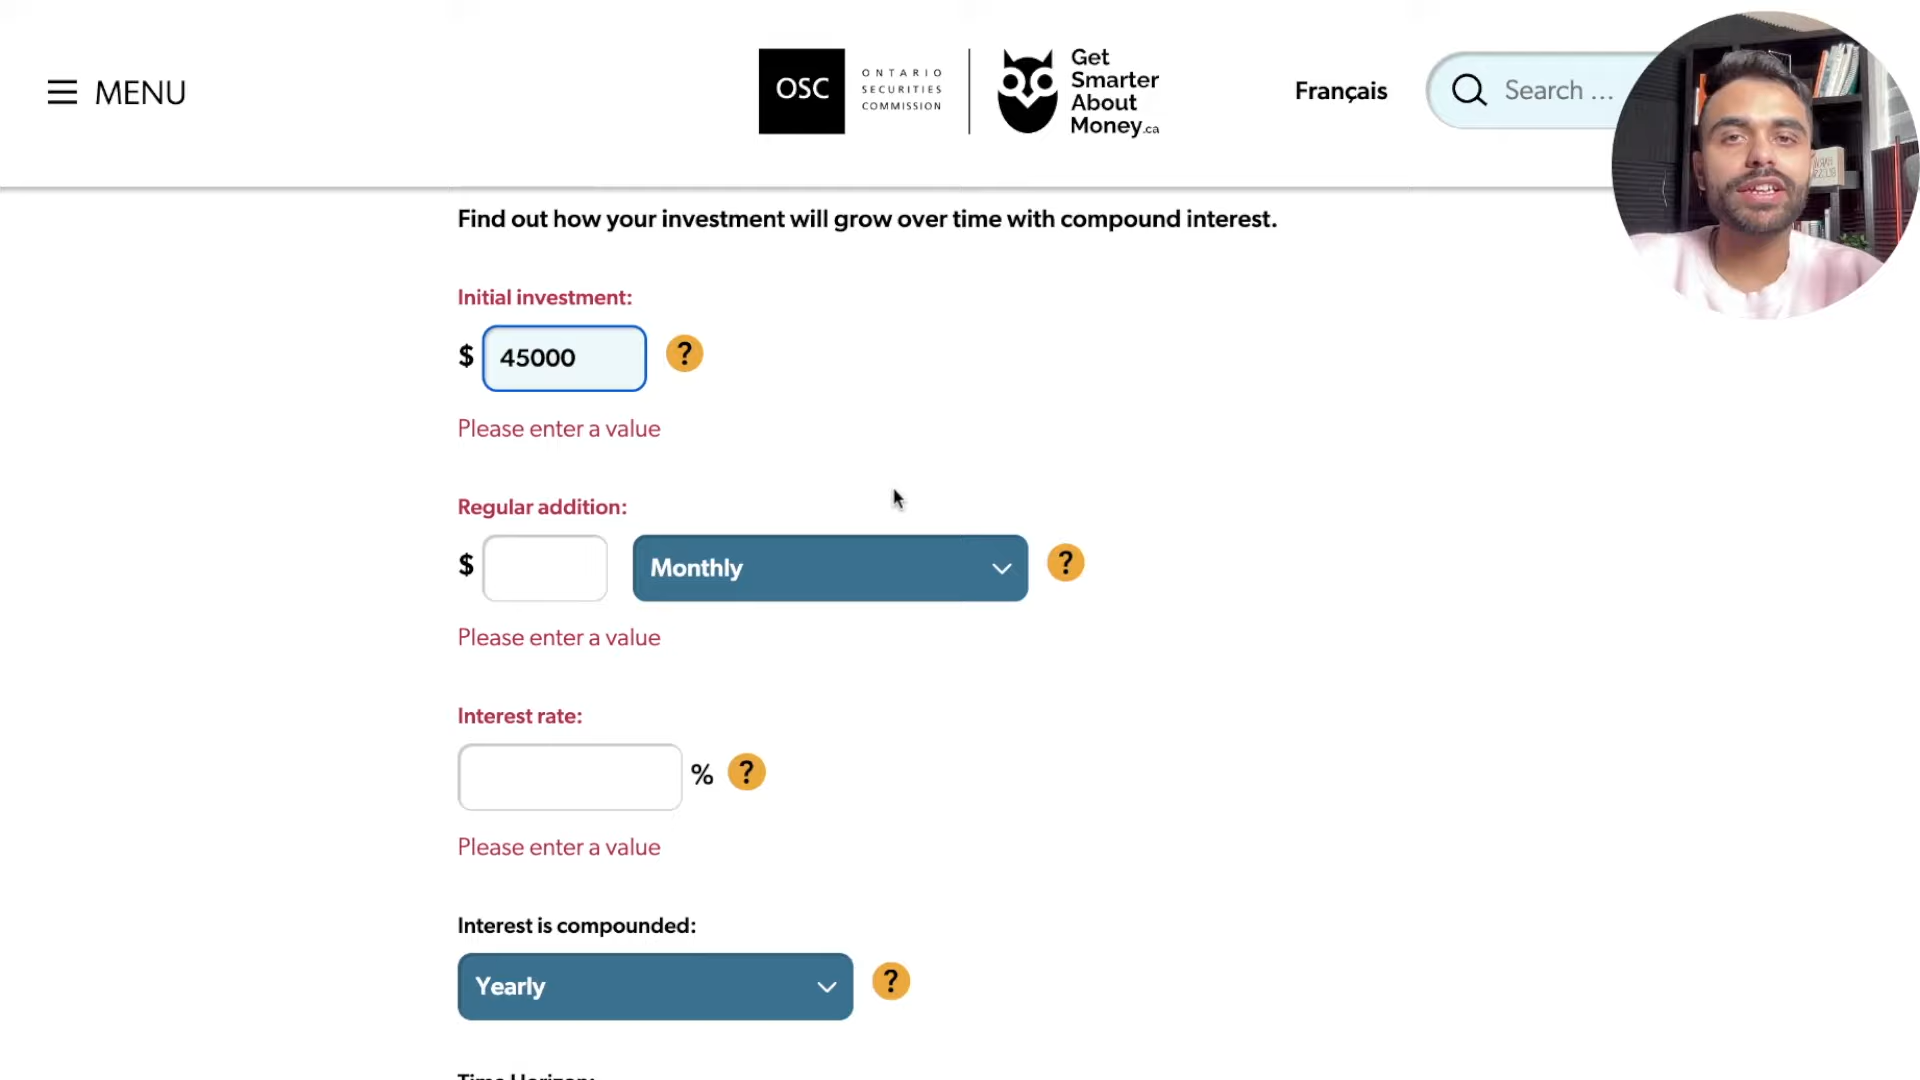 MENU
OSC
ONTARIO
SECURITIES
COMMISSION
Get
Smarter
About
Money.ca
Français
Search ...
Find out how your investment will grow over time with compound interest.
Initial investment:
$ 45000 ?
Please enter a value
Regular addition:
$ Monthly ?
Please enter a value
Interest rate:
% ?
Please enter a value
Interest is compounded:
Yearly ?
Time Horizon: